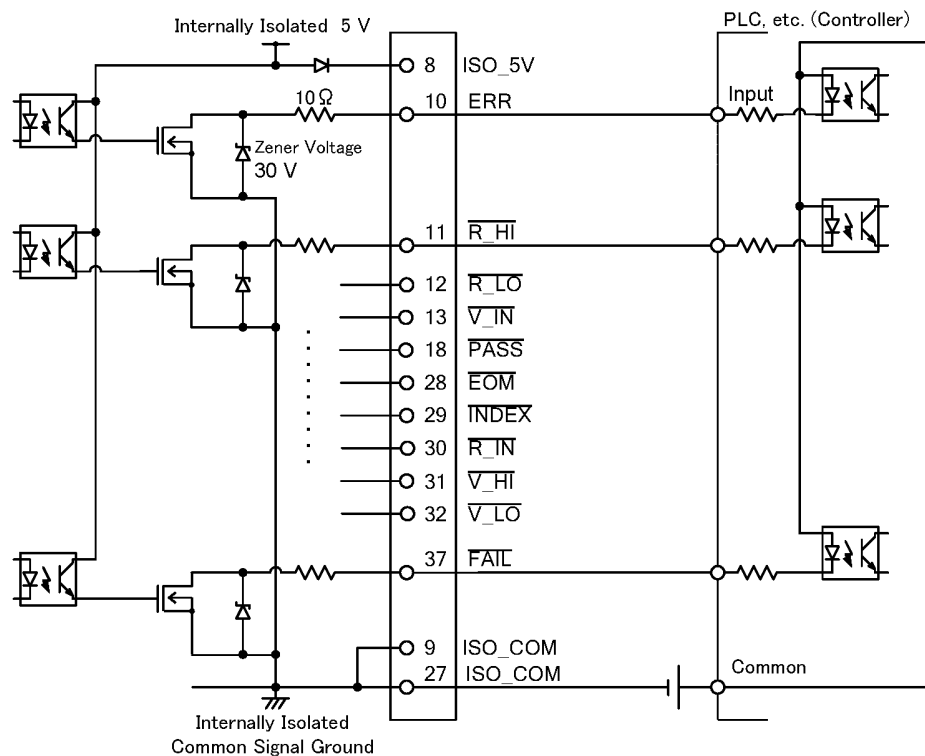 PLC, etc. (Controller)
Internally Isolated 5 V
8 ISO_5V
10Ω
10 ERR
Input
Zener Voltage
30 V
11 R_HI
12 R_LO
13 V_IN
18 PASS
28 EOM
29 INDEX
30 R_IN
31 V_HI
32 V_LO
37 FAIL
9 ISO_COM
27 ISO_COM
Common
Internally Isolated
Common Signal Ground